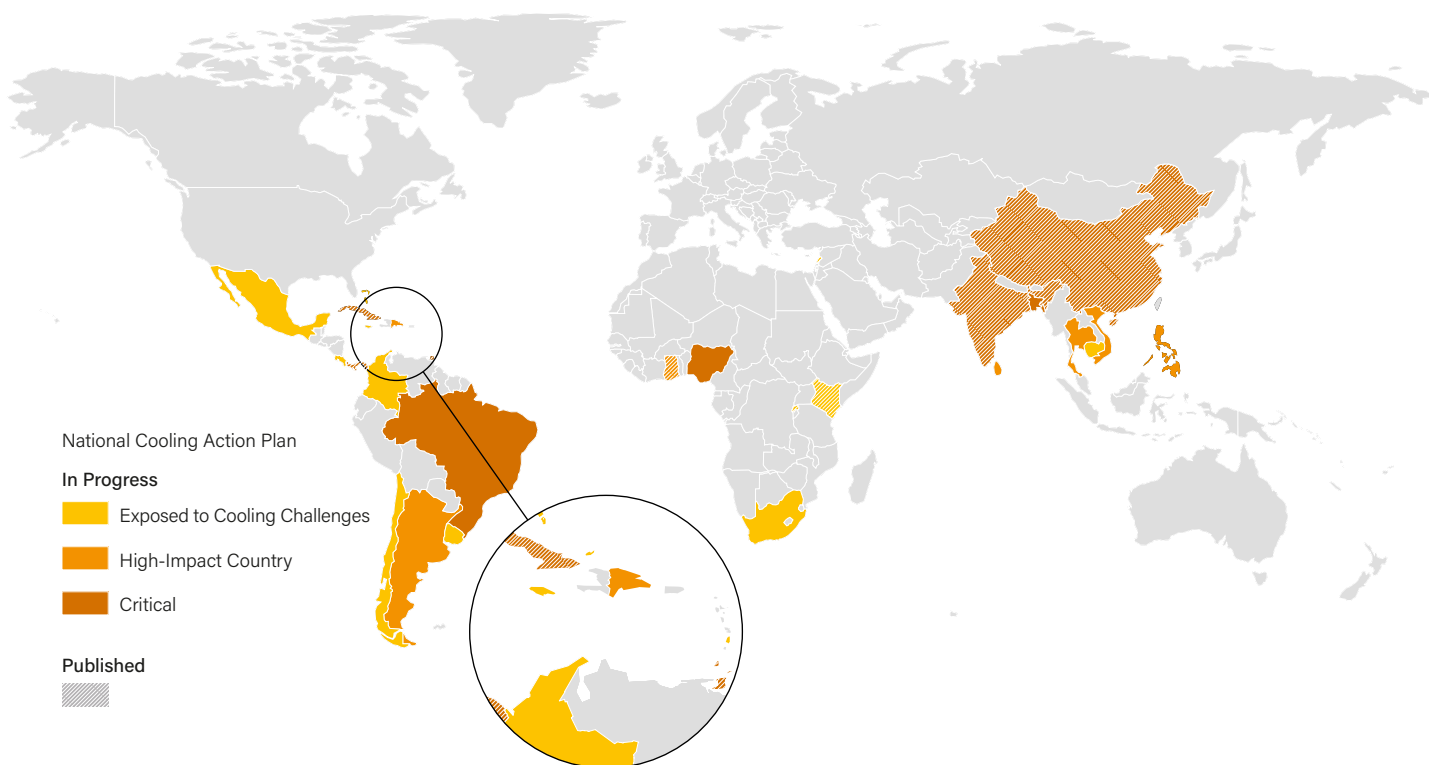 National Cooling Action Plan
In Progress
Exposed to Cooling Challenges
High-Impact Country
Critical
Published